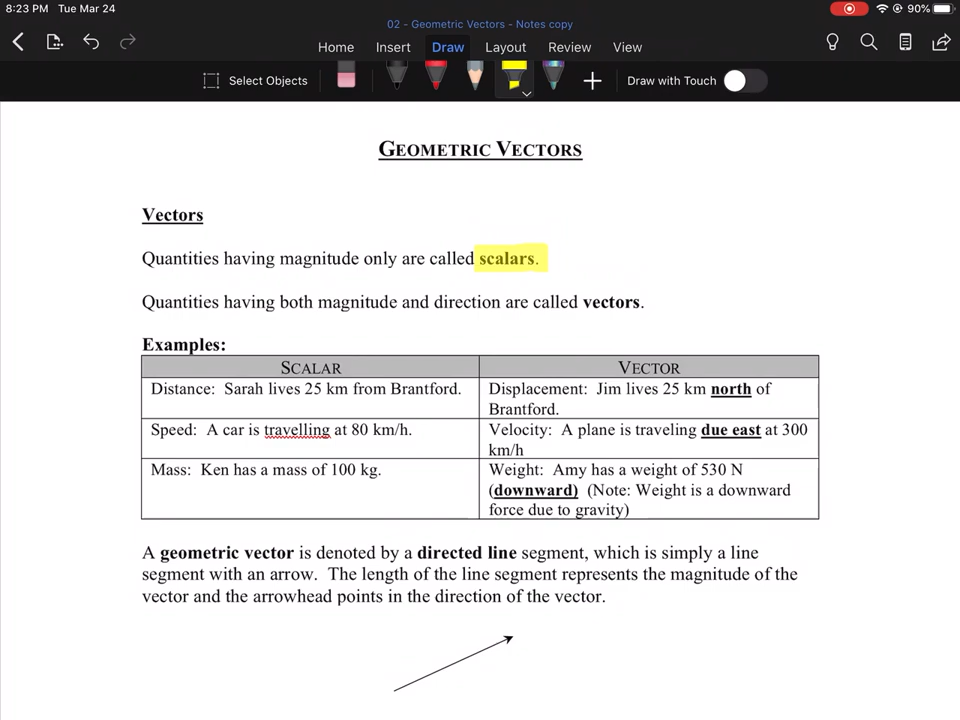 8:23 PM Tue Mar 24
90%
02 - Geometric Vectors - Notes copy
Home Insert Draw Layout Review View
Select Objects
Draw with Touch
GEOMETRIC VECTORS
Vectors
Quantities having magnitude only are called scalars.
Quantities having both magnitude and direction are called vectors.
Examples:
SCALAR VECTOR
Distance: Sarah lives 25 km from Brantford.
Displacement: Jim lives 25 km north of
Brantford.
Speed: A car is travelling at 80 km/h.
Velocity: A plane is traveling due east at 300
km/h
Mass: Ken has a mass of 100 kg.
Weight: Amy has a weight of 530 N
(downward) (Note: Weight is a downward
force due to gravity)
A geometric vector is denoted by a directed line segment, which is simply a line
segment with an arrow. The length of the line segment represents the magnitude of the
vector and the arrowhead points in the direction of the vector.